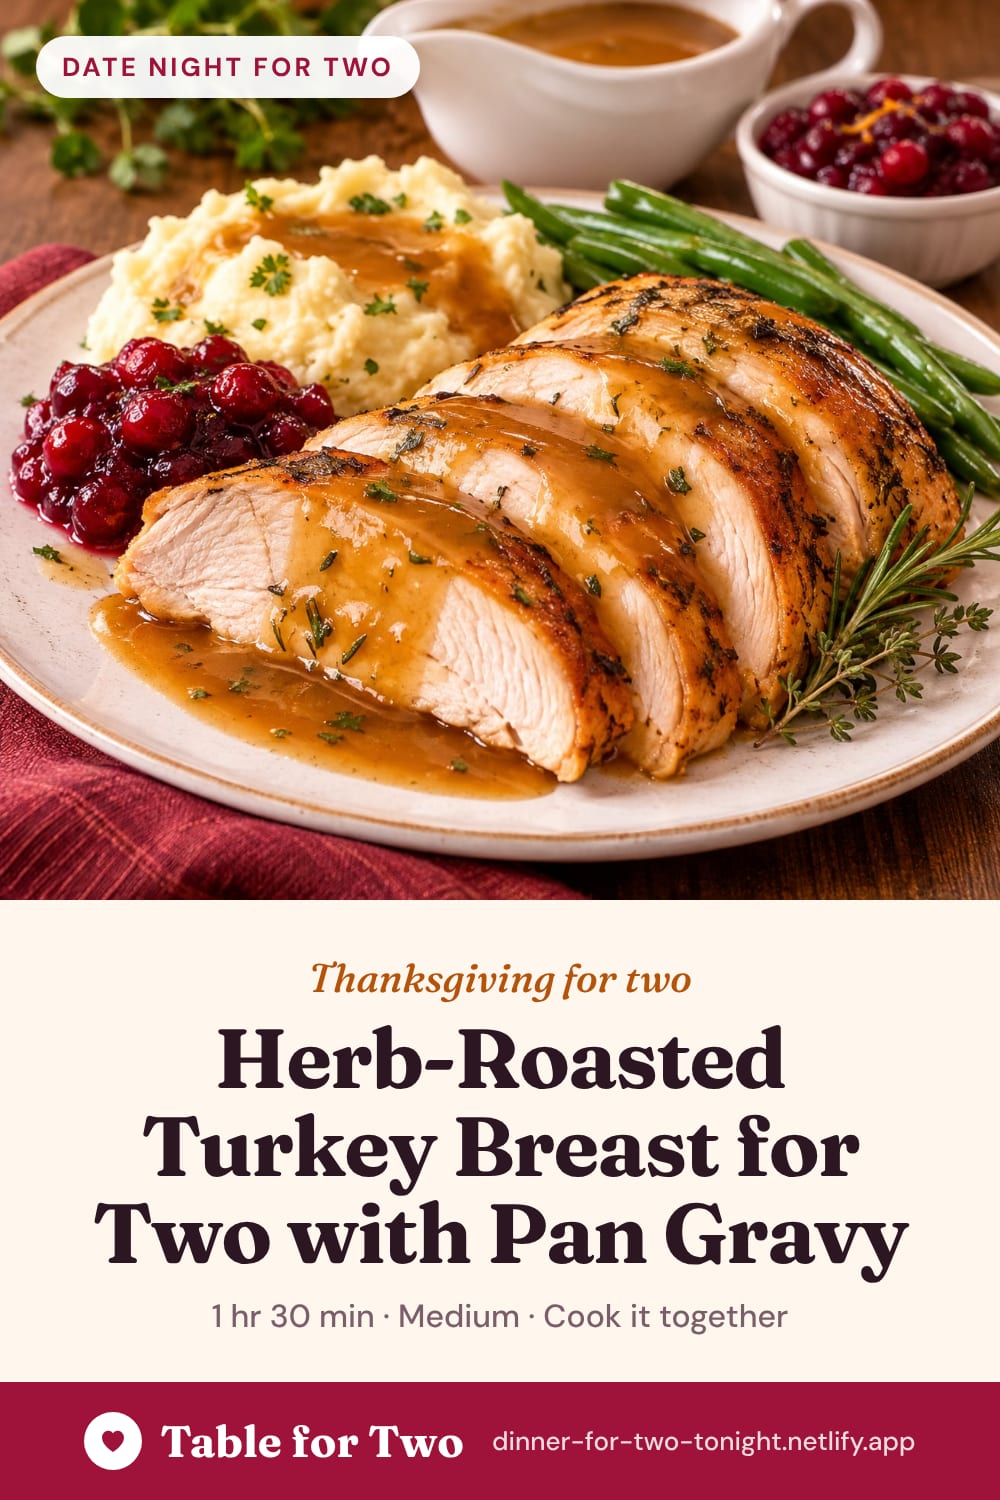 DATE NIGHT FOR TWO
Thanksgiving for two
Herb-Roasted
Turkey Breast for
Two with Pan Gravy
1 hr 30 min · Medium · Cook it together
Table for Two
dinner-for-two-tonight.netlify.app